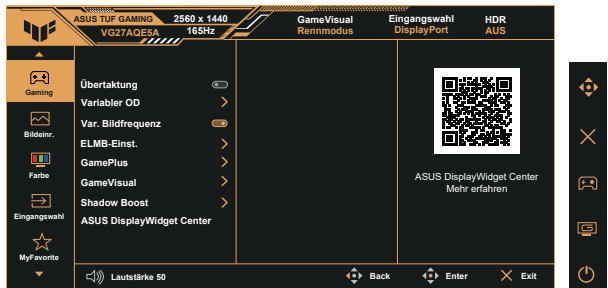 ASUS TUF GAMING 2560 x 1440
VG27AQE5A 165Hz
GameVisual
Rennmodus
Eingangswahl
DisplayPort
HDR
AUS
Gaming
Bildeinr.
Farbe
Eingangswahl
MyFavorite
Übertaktung
Variabler OD
Var. Bildfrequenz
ELMB-Einst.
GamePlus
GameVisual
Shadow Boost
ASUS DisplayWidget Center
ASUS DisplayWidget Center
Mehr erfahren
Lautstärke 50
Back
Enter
Exit